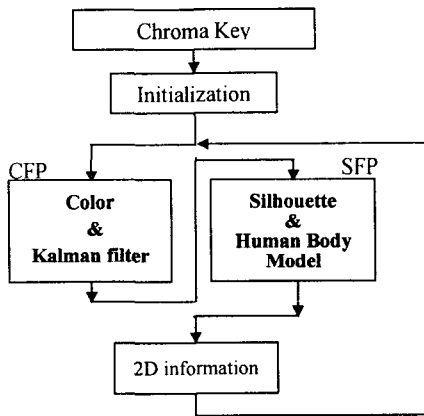 Chroma Key
Initialization
CFP
SFP
Color
&
Kalman filter
Silhouette
&
Human Body
Model
2D information